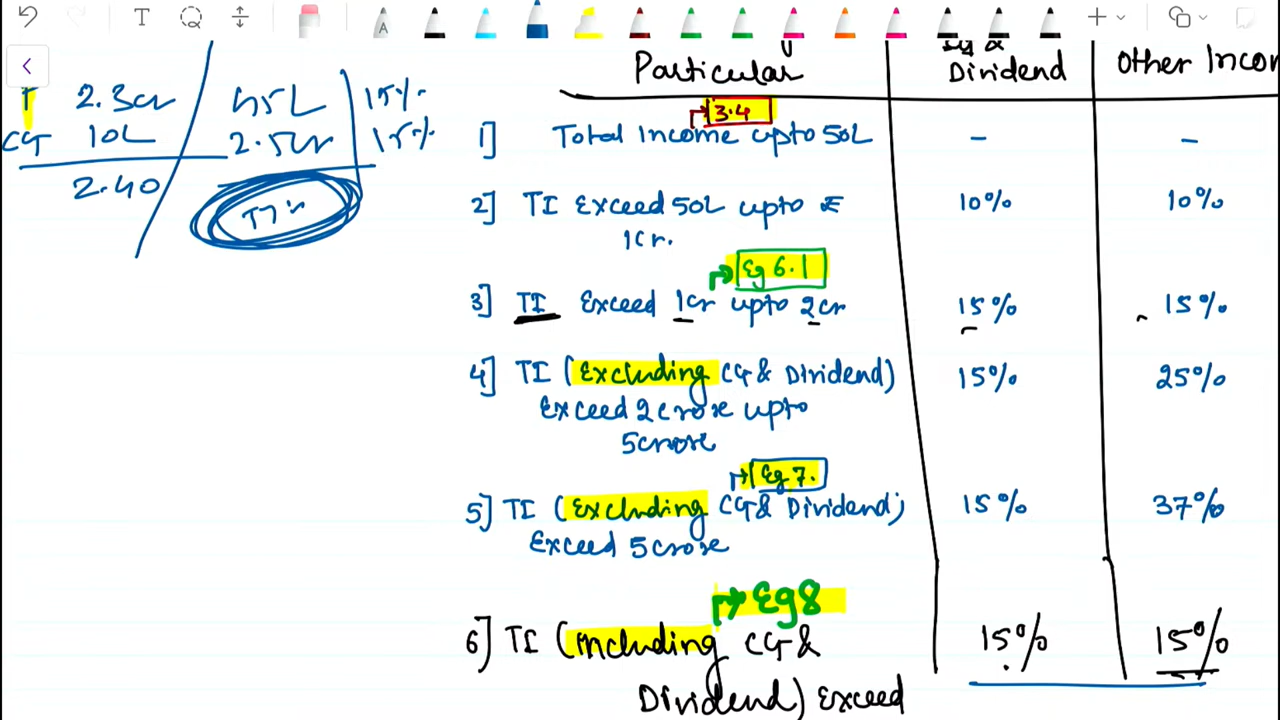 Particular
Dividend
Other Incom
3.4
1] Total Income upto 50L - -
2] TI Exceed 50L upto 10% 10%
1cr.
Eg 6.1
3] TI Exceed 1cr upto 2cr 15% 15%
4] TI (Excluding CG & Dividend) 15% 25%
Exceed 2crore upto
5crore
Eg 7.
5] TI (Excluding CG & Dividend) 15% 37%
Exceed 5crore
Eg 8
6] TI (Including CG & 15% 15%
Dividend) Exceed
2.3cr 45L 15%
CG 10L 2.5cr 15%
2.40